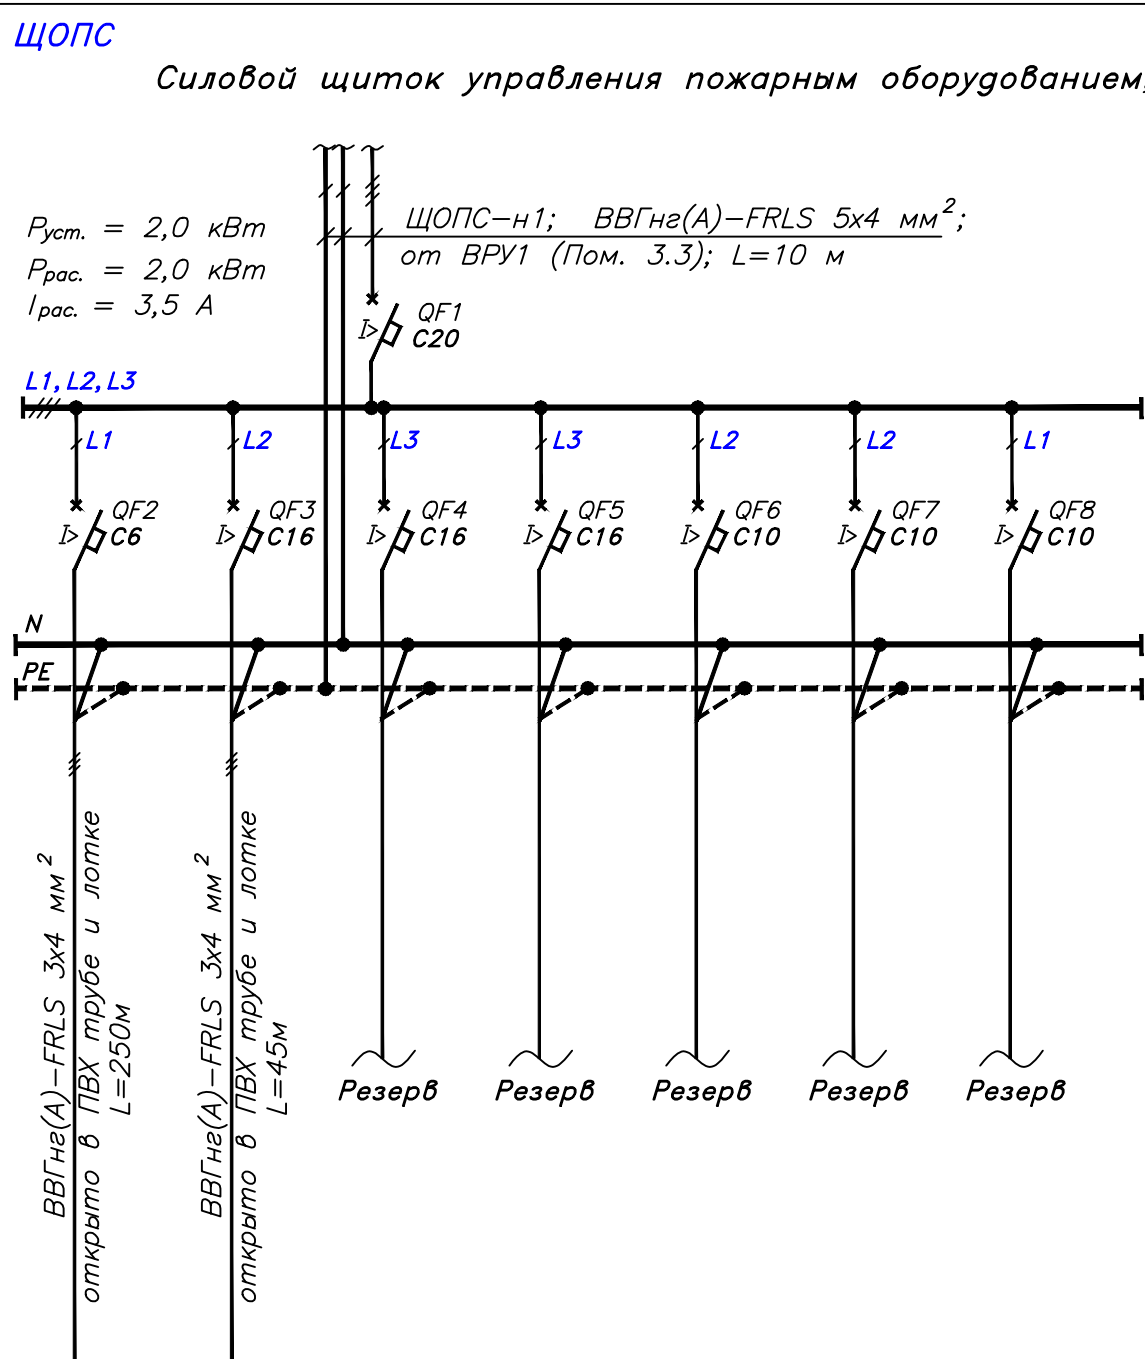 ЩОПС
Силовой щиток управления пожарным оборудованием,
Pуст. = 2,0 кВт
Pрас. = 2,0 кВт
Iрас. = 3,5 А
ЩОПС-н1; ВВГнг(А)-FRLS 5х4 мм²;
от ВРУ1 (Пом. 3.3); L=10 м
I> QF1
C20
L1, L2, L3
L1 L2 L3 L3 L2 L2 L1
QF2 QF3 QF4 QF5 QF6 QF7 QF8
I> C6 I> C16 I> C16 I> C16 I> C10 I> C10 I> C10
N
PE
ВВГнг(А)-FRLS 3х4 мм²
открыто в ПВХ трубе и лотке
L=250м
ВВГнг(А)-FRLS 3х4 мм²
открыто в ПВХ трубе и лотке
L=45м
Резерв Резерв Резерв Резерв Резерв